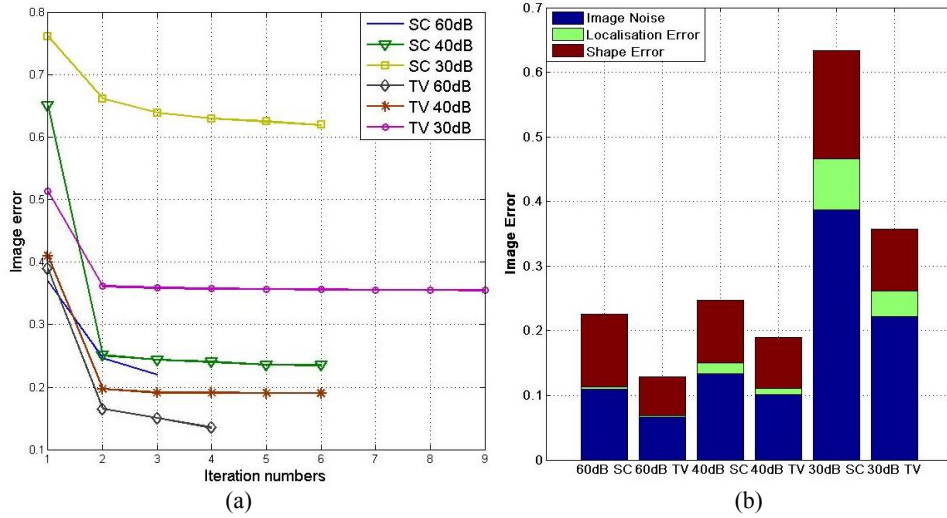 0.8
0.7
0.6
0.5
0.4
0.3
0.2
0.1
Image error
1 2 3 4 5 6 7 8 9
Iteration numbers
SC 60dB
SC 40dB
SC 30dB
TV 60dB
TV 40dB
TV 30dB
(a)
0.7
0.6
0.5
0.4
0.3
0.2
0.1
0
Image Error
Image Noise
Localisation Error
Shape Error
60dB SC 60dB TV 40dB SC 40dB TV 30dB SC 30dB TV
(b)